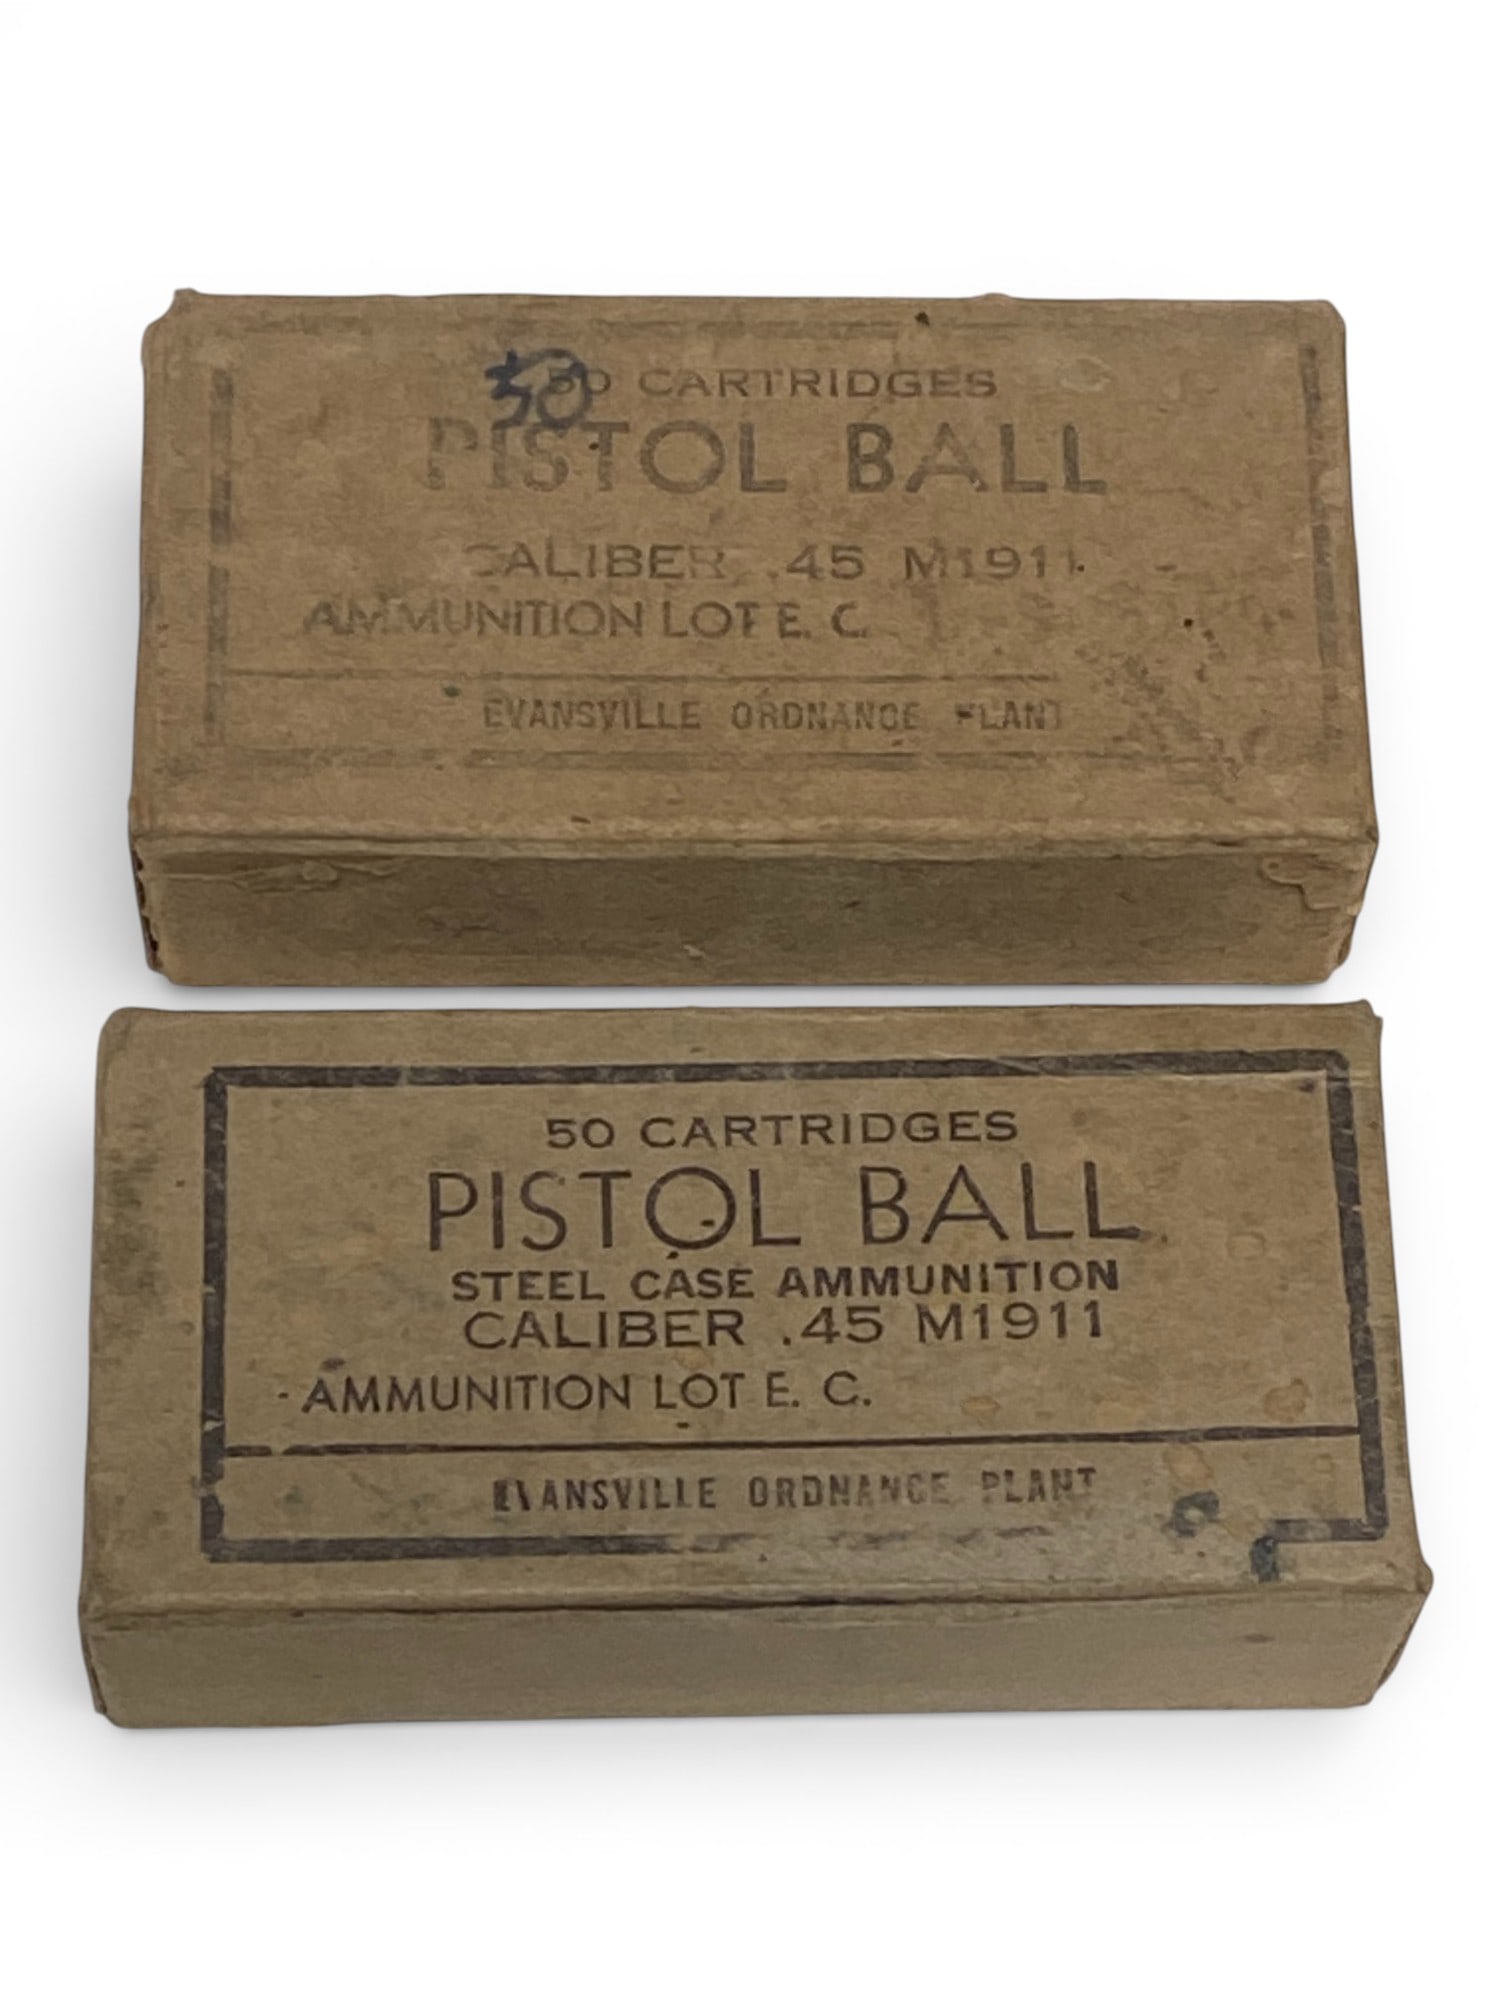 50
50 CARTRIDGES
PISTOL BALL
CALIBER .45 M1911
AMMUNITION LOT E. C.
EVANSVILLE ORDNANCE PLANT
50 CARTRIDGES
PISTOL BALL
STEEL CASE AMMUNITION
CALIBER .45 M1911
AMMUNITION LOT E. C.
EVANSVILLE ORDNANCE PLANT